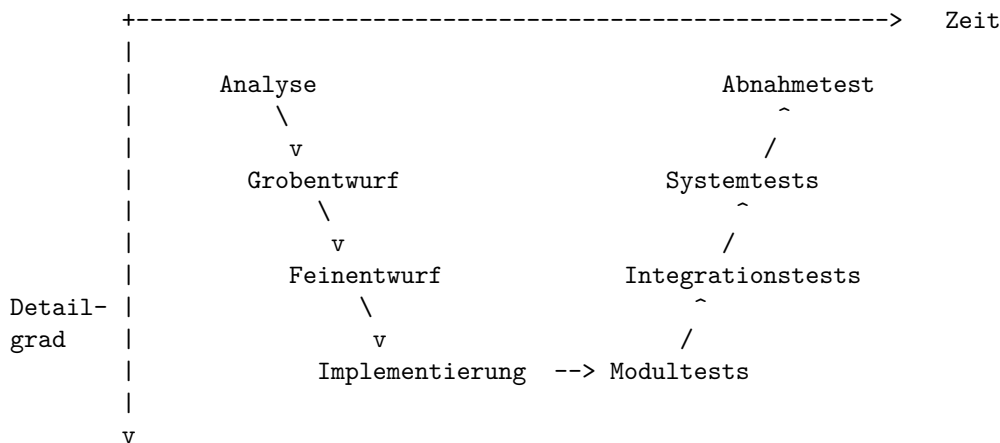 +------------------------------------------------------> Zeit
|
| Analyse Abnahmetest
| \ ^
| v /
| Grobentwurf Systemtests
| \ ^
| v /
| Feinentwurf Integrationstests
Detail- | \ ^
grad | v /
| Implementierung --> Modultests
|
v